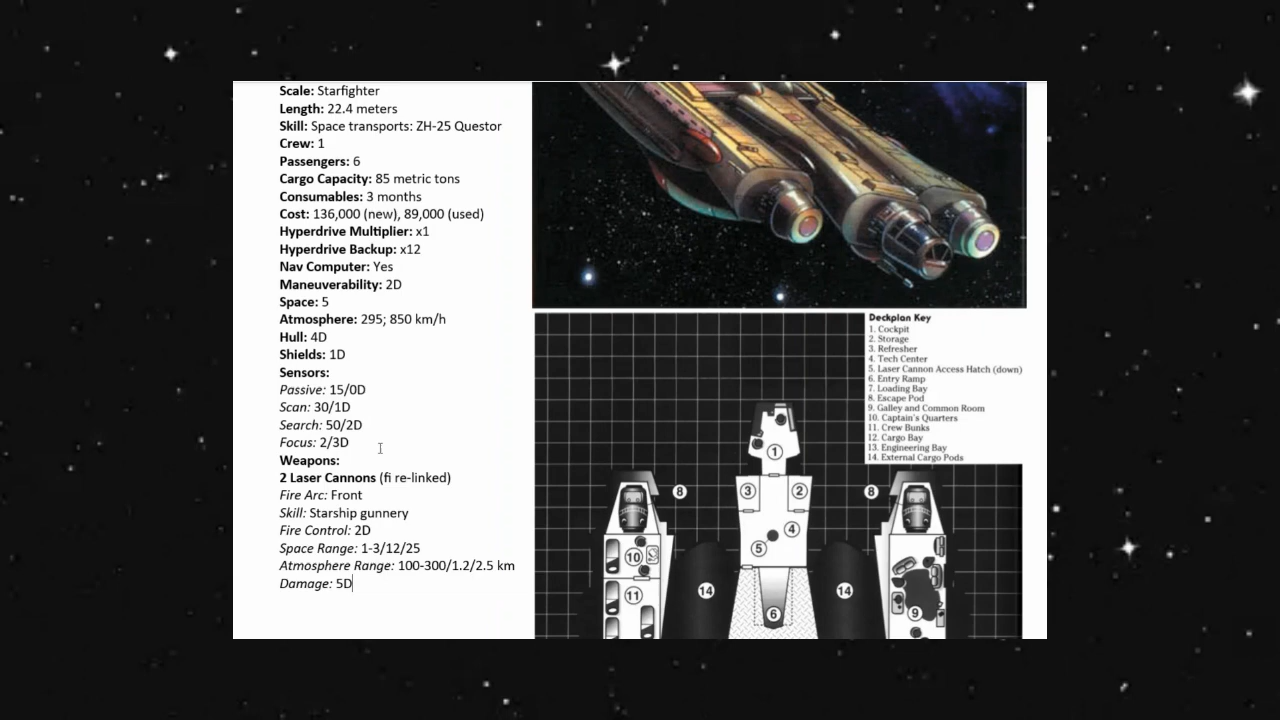 Scale: Starfighter
Length: 22.4 meters
Skill: Space transports: ZH-25 Questor
Crew: 1
Passengers: 6
Cargo Capacity: 85 metric tons
Consumables: 3 months
Cost: 136,000 (new), 89,000 (used)
Hyperdrive Multiplier: x1
Hyperdrive Backup: x12
Nav Computer: Yes
Maneuverability: 2D
Space: 5
Atmosphere: 295; 850 km/h
Hull: 4D
Shields: 1D
Sensors:
Passive: 15/0D
Scan: 30/1D
Search: 50/2D
Focus: 2/3D
Weapons:
2 Laser Cannons (fi re-linked)
Fire Arc: Front
Skill: Starship gunnery
Fire Control: 2D
Space Range: 1-3/12/25
Atmosphere Range: 100-300/1.2/2.5 km
Damage: 5D
Deckplan Key
1. Cockpit
2. Storage
3. Refresher
4. Tech Center
5. Laser Cannon Access Hatch (down)
6. Entry Ramp
7. Loading Bay
8. Escape Pod
9. Galley and Common Room
10. Captain's Quarters
11. Crew Bunks
12. Cargo Bay
13. Engineering Bay
14. External Cargo Pods
1
8 3 2 8
4
5
10
11 14 14
6 9